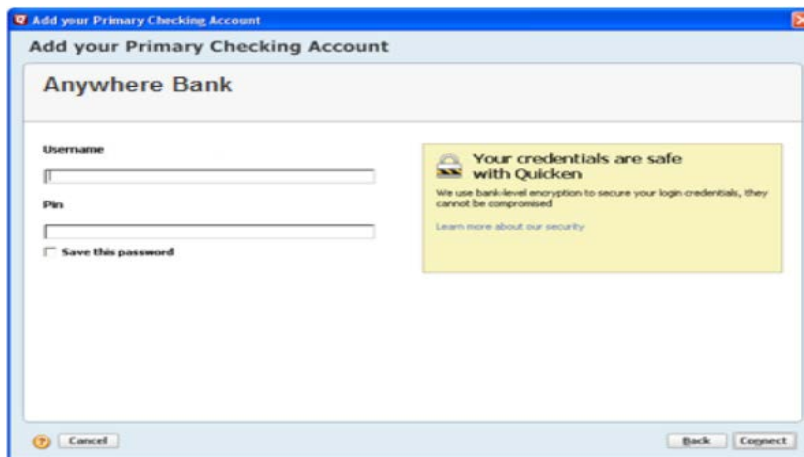 Add your Primary Checking Account
Add your Primary Checking Account
Anywhere Bank
Username
Pin
Save this password
Your credentials are safe
with Quicken
We use bank-level encryption to secure your login credentials, they
cannot be compromised
Learn more about our security
? Cancel Back Connect